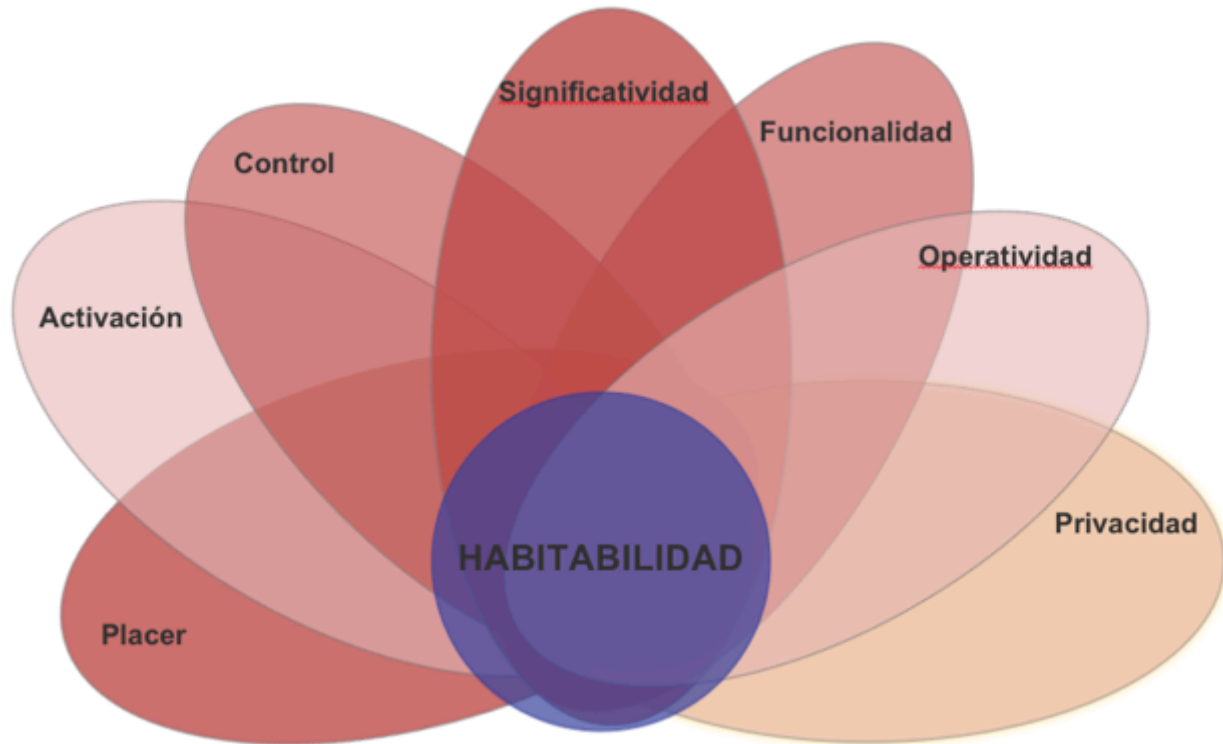 Significatividad
Funcionalidad
Control
Operatividad
Activación
Privacidad
HABITABILIDAD
Placer